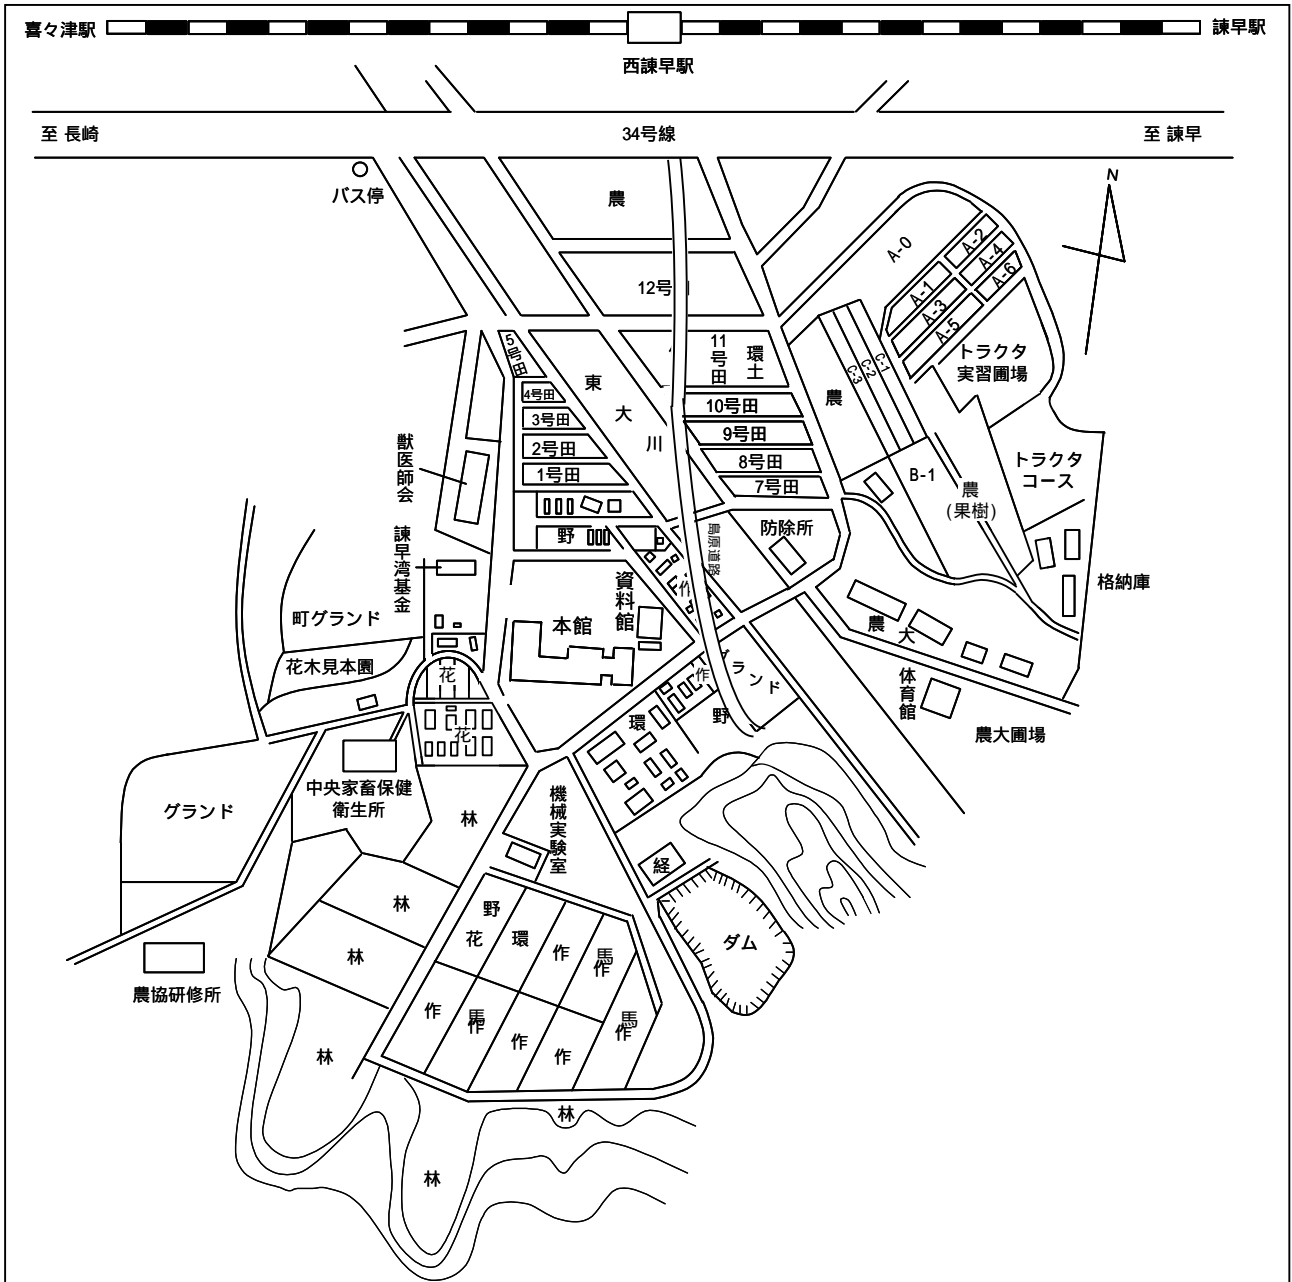 喜々津駅
諫早駅
西諫早駅
至 長崎
34号線
至 諫早
バス停
農
N
12号
A-0
A-2
A-4
A-6
A-1
A-3
A-5
トラクタ
実習圃場
5号田
東大川
11号田
環土
農
C-3
C-2
C-1
4号田
3号田
2号田
1号田
10号田
9号田
8号田
7号田
B-1
農
(果樹)
トラクタ
コース
獣医師会
諫早湾基金
野
島原道路
防除所
作
資料館
本館
町グランド
花木見本園
花
花
格納庫
農大
体育館
農大圃場
グランド
作
野
環
中央家畜保健
衛生所
グランド
林
機械実験室
経
ダム
林
林
農協研修所
野
花
環
作
馬
作
作
馬
作
作
作
馬
作
林
林
林